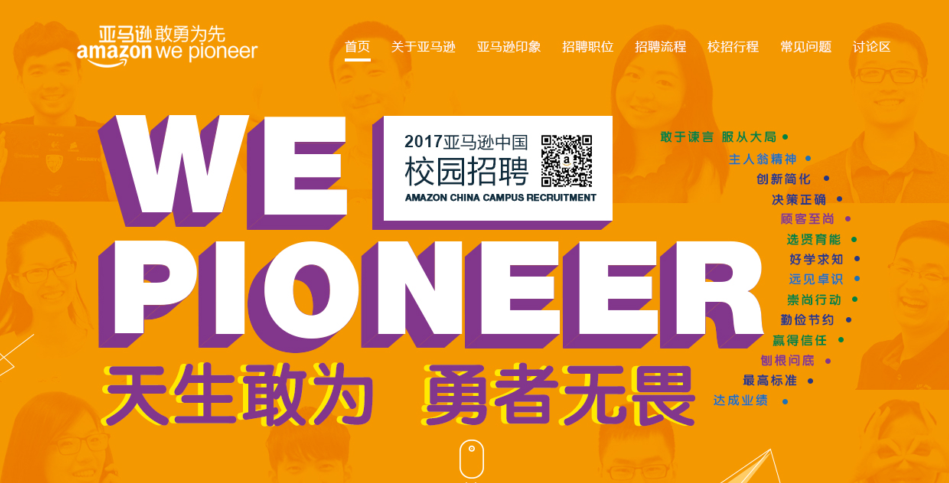 亚马逊 敢勇为先
amazon we pioneer
首页 关于亚马逊 亚马逊印象 招聘职位 招聘流程 校招行程 常见问题 讨论区
WE
2017亚马逊中国
校园招聘
AMAZON CHINA CAMPUS RECRUITMENT
PIONEER
天生敢为 勇者无畏
敢于谏言 服从大局
主人翁精神
创新简化
决策正确
顾客至尚
选贤育能
好学求知
远见卓识
崇尚行动
勤俭节约
赢得信任
刨根问底
最高标准
达成业绩